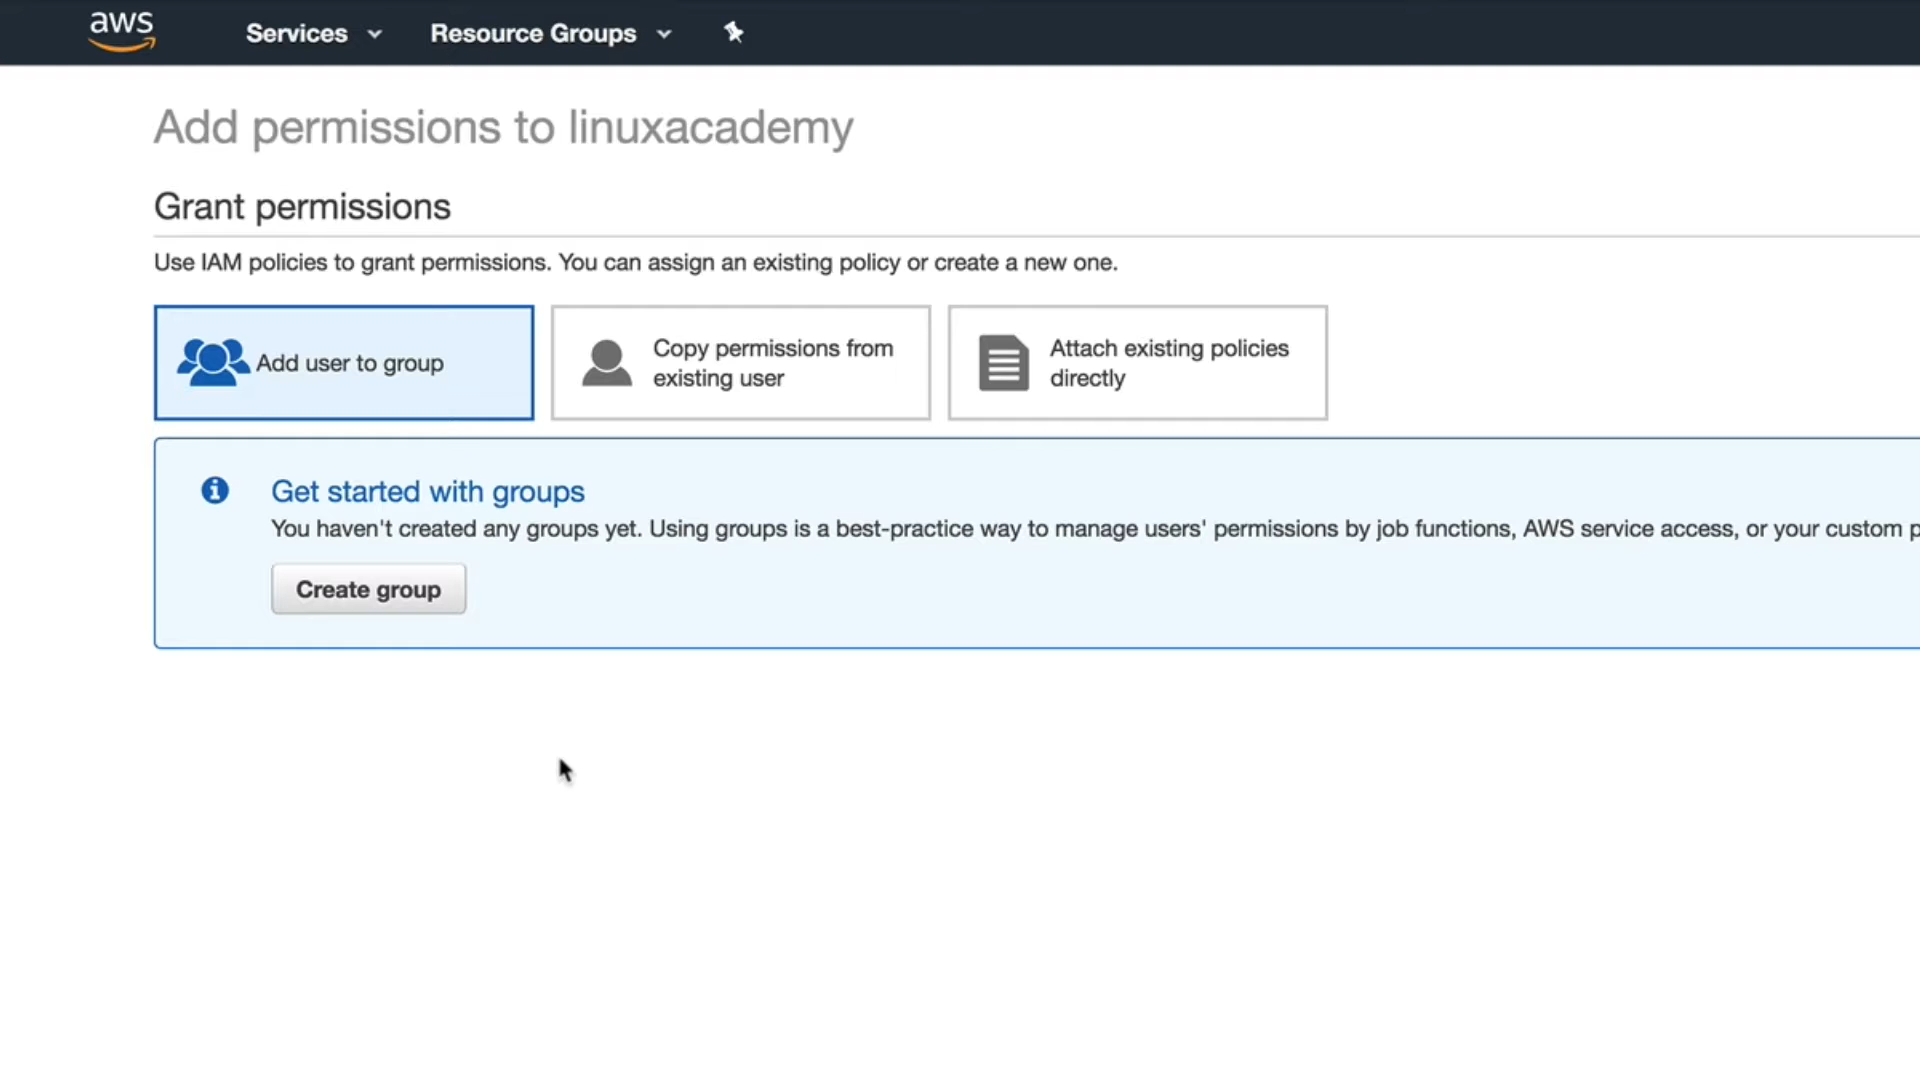 aws
Services
Resource Groups
Add permissions to linuxacademy
Grant permissions
Use IAM policies to grant permissions. You can assign an existing policy or create a new one.
Add user to group
Copy permissions from
existing user
Attach existing policies
directly
Get started with groups
You haven't created any groups yet. Using groups is a best-practice way to manage users' permissions by job functions, AWS service access, or your custom p
Create group